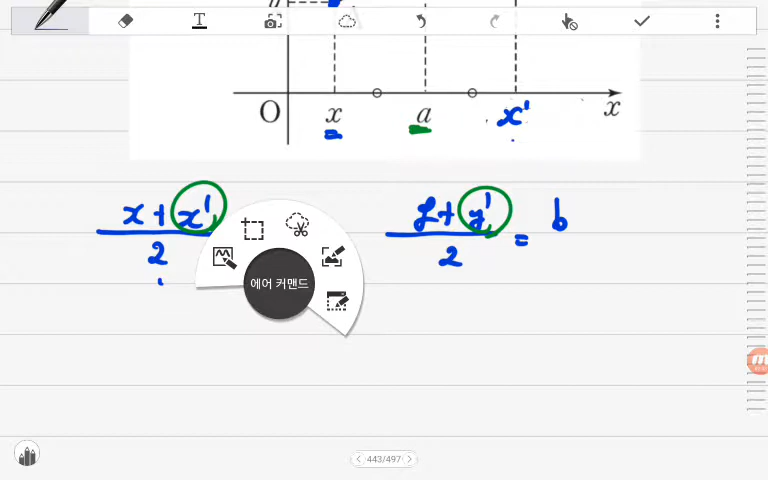 T
O x a x' x
x + x' y + y' = b
2 2
에어 커맨드
443/497